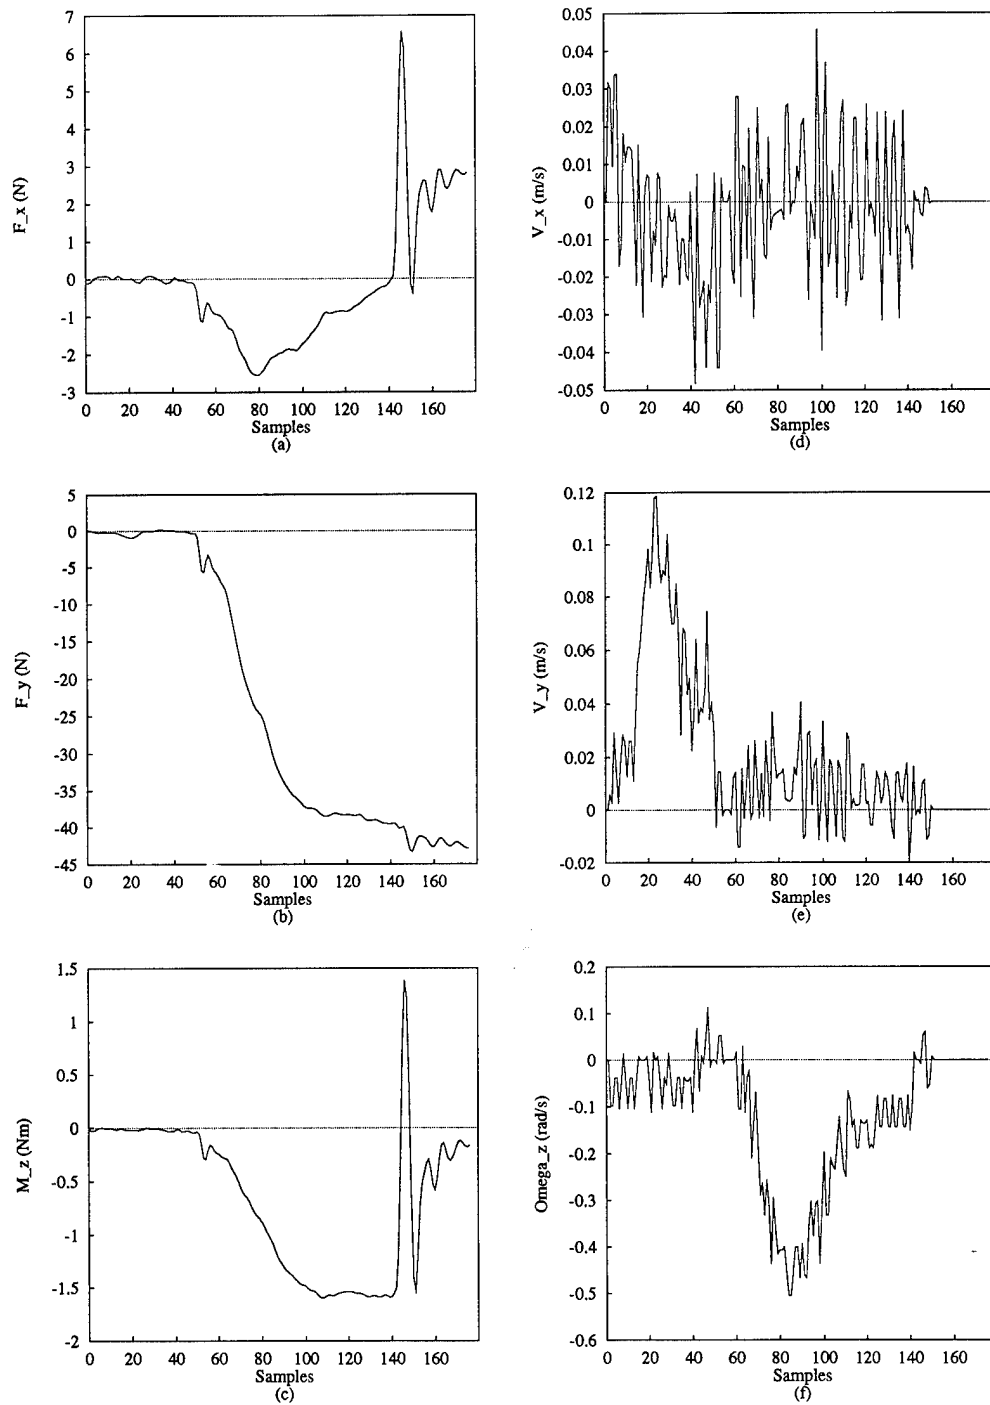 F_x (N)
7
6
5
4
3
2
1
0
-1
-2
-3
0 20 40 60 80 100 120 140 160
Samples
(a)
V_x (m/s)
0.05
0.04
0.03
0.02
0.01
0
-0.01
-0.02
-0.03
-0.04
-0.05
0 20 40 60 80 100 120 140 160
Samples
(d)
F_y (N)
5
0
-5
-10
-15
-20
-25
-30
-35
-40
-45
0 20 40 60 80 100 120 140 160
Samples
(b)
V_y (m/s)
0.12
0.1
0.08
0.06
0.04
0.02
0
-0.02
0 20 40 60 80 100 120 140 160
Samples
(e)
M_z (Nm)
1.5
1
0.5
0
-0.5
-1
-1.5
-2
0 20 40 60 80 100 120 140 160
Samples
(c)
Omega_z (rad/s)
0.2
0.1
0
-0.1
-0.2
-0.3
-0.4
-0.5
-0.6
0 20 40 60 80 100 120 140 160
Samples
(f)